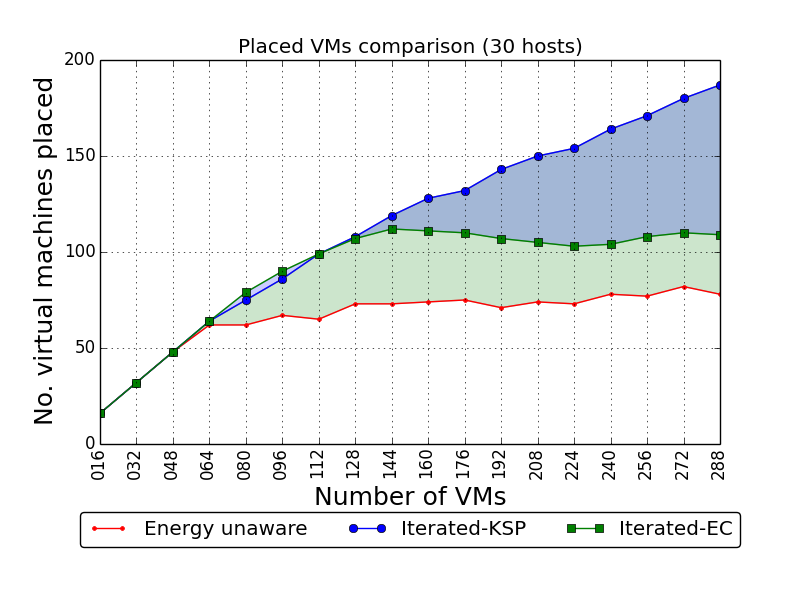 Placed VMs comparison (30 hosts)
No. virtual machines placed
200
150
100
50
0
016 032 048 064 080 096 112 128 144 160 176 192 208 224 240 256 272 288
Number of VMs
Energy unaware Iterated-KSP Iterated-EC